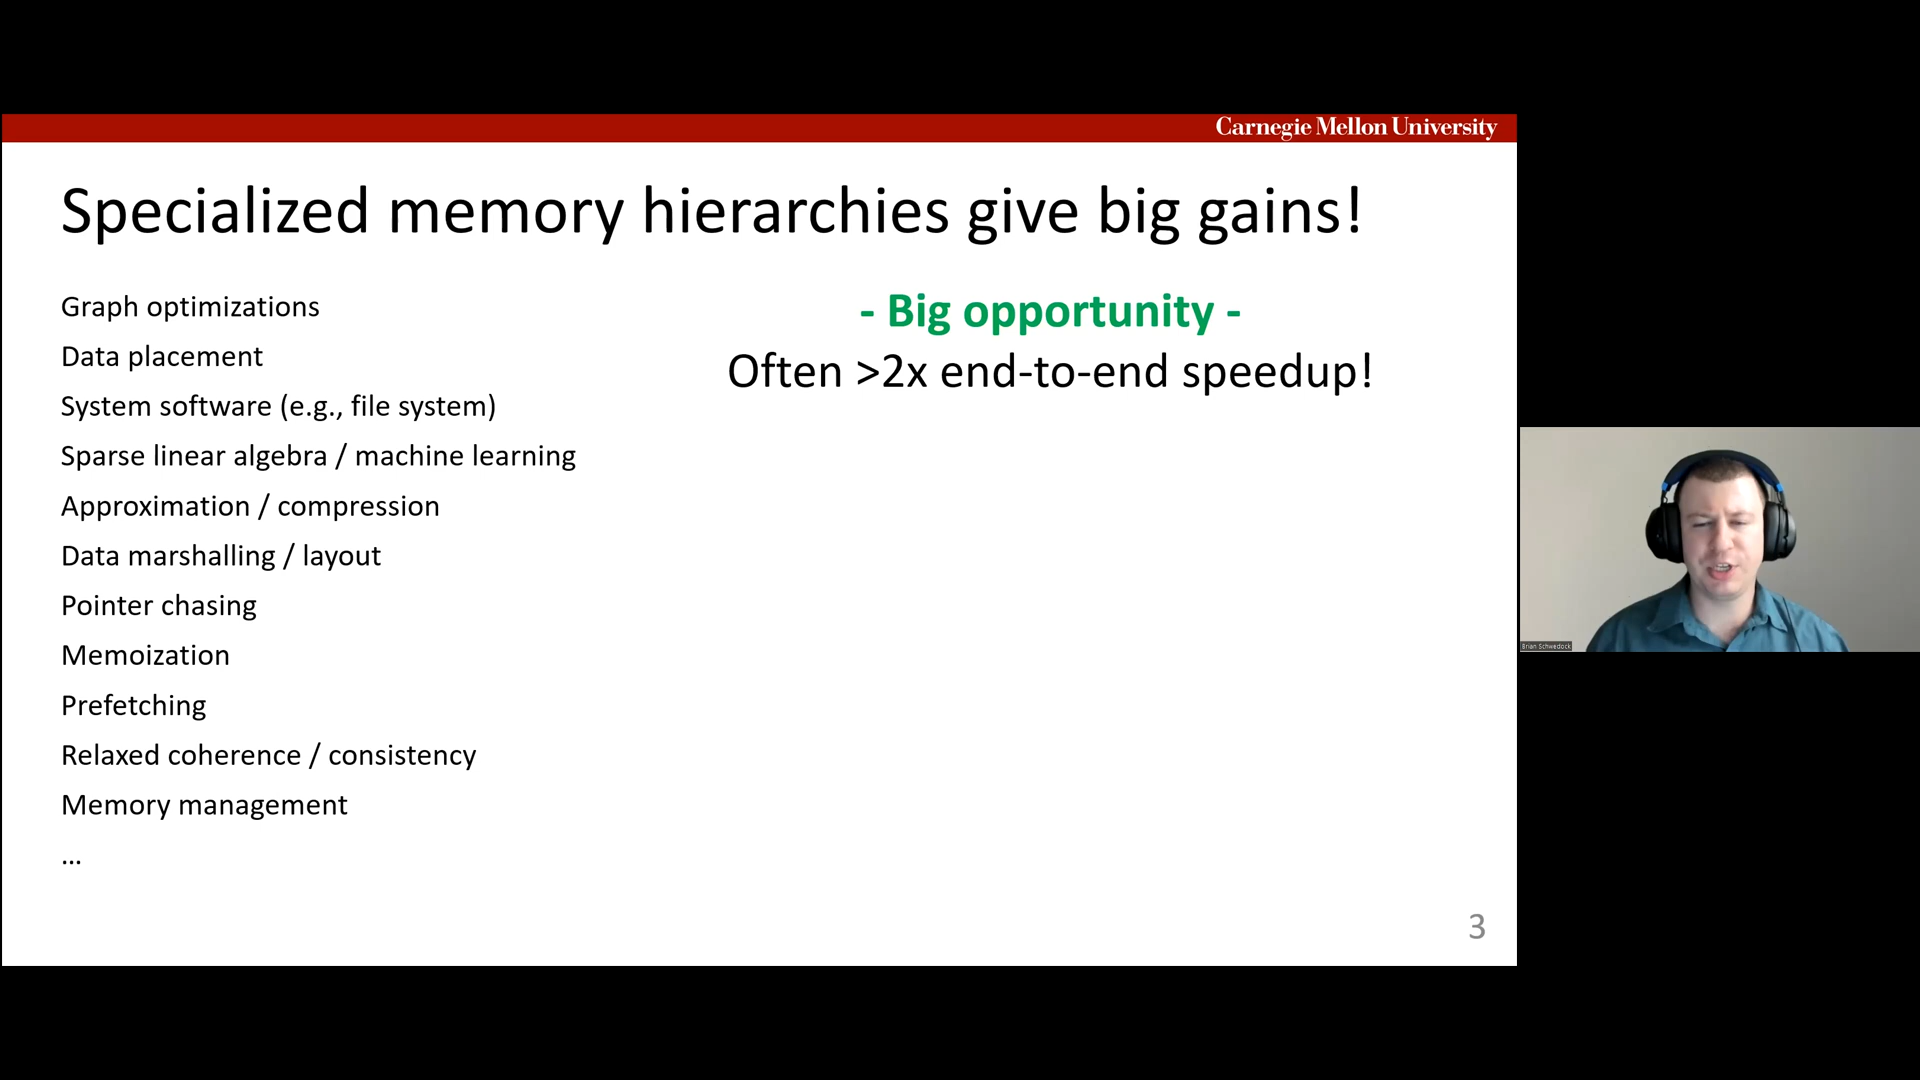 Carnegie Mellon University
Specialized memory hierarchies give big gains!
Graph optimizations
Data placement
System software (e.g., file system)
Sparse linear algebra / machine learning
Approximation / compression
Data marshalling / layout
Pointer chasing
Memoization
Prefetching
Relaxed coherence / consistency
Memory management
...
- Big opportunity -
Often >2x end-to-end speedup!
3
Brian Schwedock